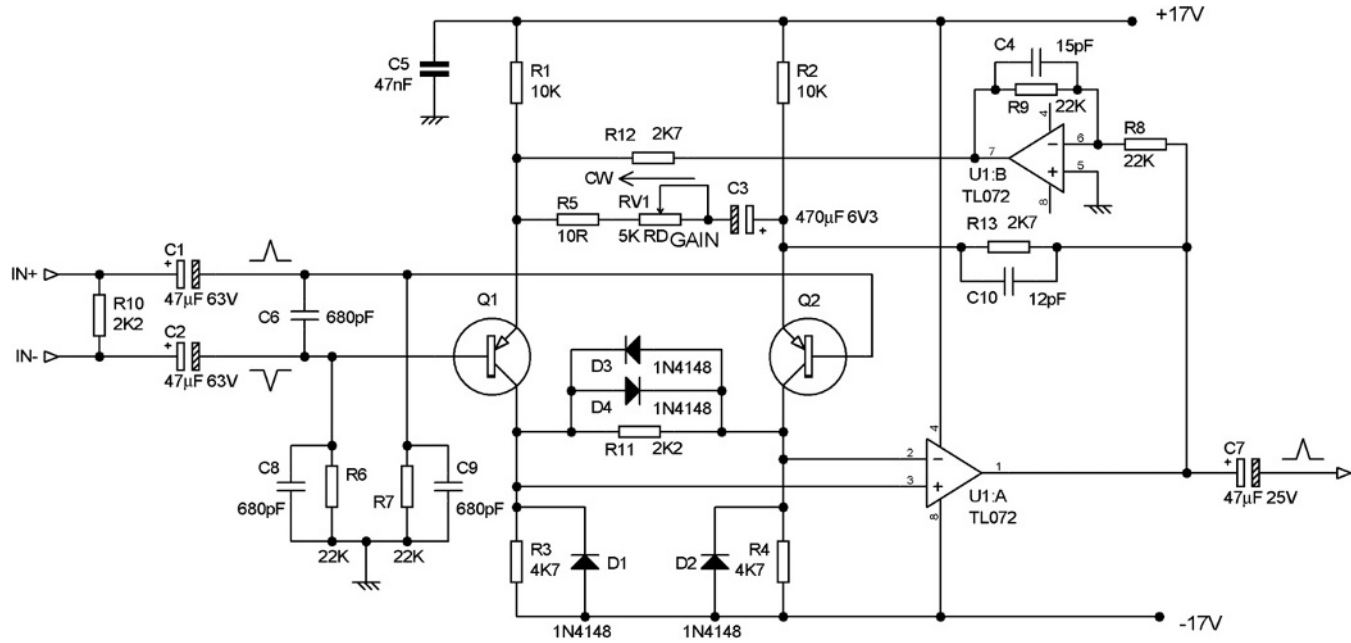 +17V
C4
15pF
C5
47nF
R1
10K
R2
10K
R9
22K
4
R12
2K7
7
6
R8
22K
5
U1:B
TL072
8
CW
C3
R5
10R
RV1
5K RD
GAIN
470µF 6V3
R13
2K7
C10
12pF
IN+
C1
+
47µF 63V
R10
2K2
C6
680pF
Q1
Q2
C2
IN-
+
47µF 63V
D3
1N4148
D4
1N4148
R11
2K2
4
2
3
1
U1:A
TL072
8
C7
+
47µF 25V
C8
680pF
R6
22K
R7
22K
C9
680pF
R3
4K7
D1
1N4148
D2
1N4148
R4
4K7
-17V